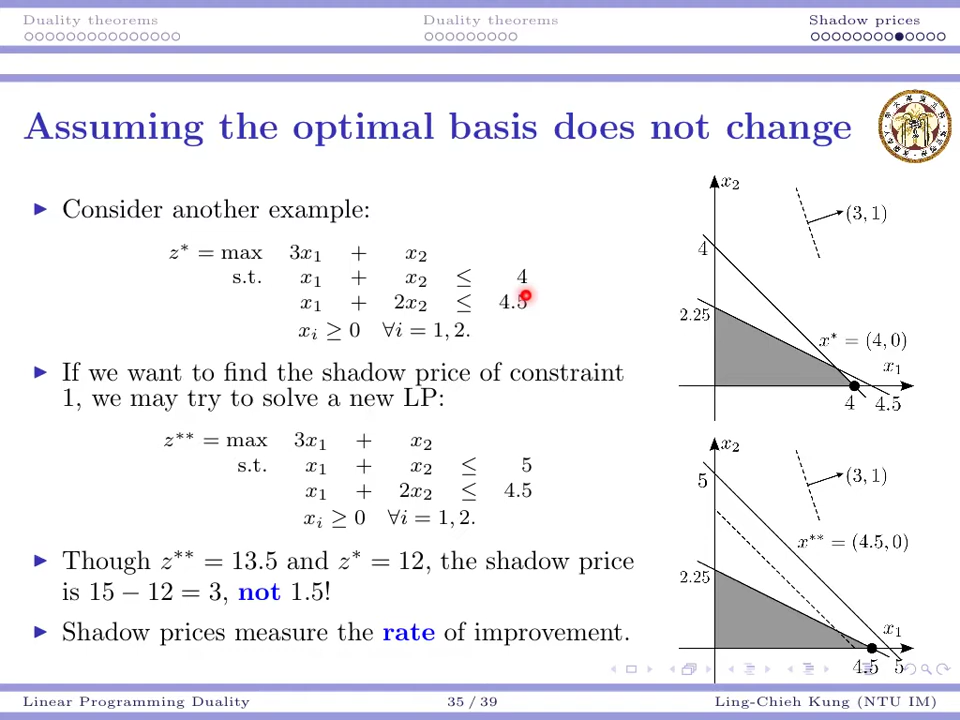 Duality theorems Duality theorems Shadow prices
Assuming the optimal basis does not change
Consider another example:
z* = max 3x₁ + x₂
s.t. x₁ + x₂ ≤ 4
x₁ + 2x₂ ≤ 4.5
xᵢ ≥ 0 ∀i = 1, 2.
If we want to find the shadow price of constraint
1, we may try to solve a new LP:
z** = max 3x₁ + x₂
s.t. x₁ + x₂ ≤ 5
x₁ + 2x₂ ≤ 4.5
xᵢ ≥ 0 ∀i = 1, 2.
Though z** = 13.5 and z* = 12, the shadow price
is 15 − 12 = 3, not 1.5!
Shadow prices measure the rate of improvement.
x₂
(3, 1)
4
2.25
x* = (4, 0)
x₁
4 4.5
x₂
(3, 1)
5
x** = (4.5, 0)
2.25
x₁
4.5 5
Linear Programming Duality 35 / 39 Ling-Chieh Kung (NTU IM)